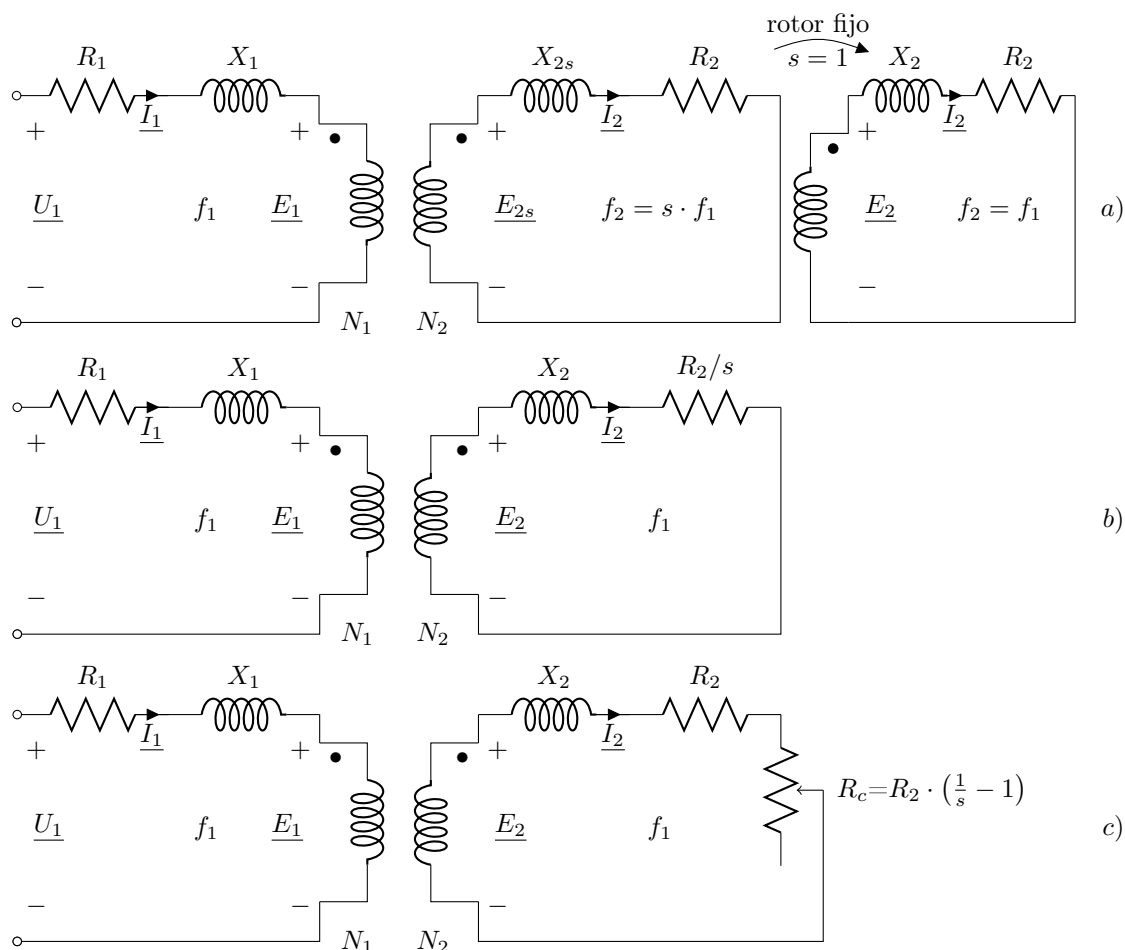 rotor fijo
R₁ X₁ X₂ₛ R₂ s = 1 X₂ R₂
I₁ I₂ I₂
+ + + +
U₁ f₁ E₁ E₂ₛ f₂ = s · f₁ E₂ f₂ = f₁ a)
− − − −
N₁ N₂
R₁ X₁ X₂ R₂/s
I₁ I₂
+ + +
U₁ f₁ E₁ E₂ f₁ b)
− − −
N₁ N₂
R₁ X₁ X₂ R₂
I₁ I₂
+ + +
R_c=R₂ · (1/s − 1)
U₁ f₁ E₁ E₂ f₁ c)
− − −
N₁ N₂